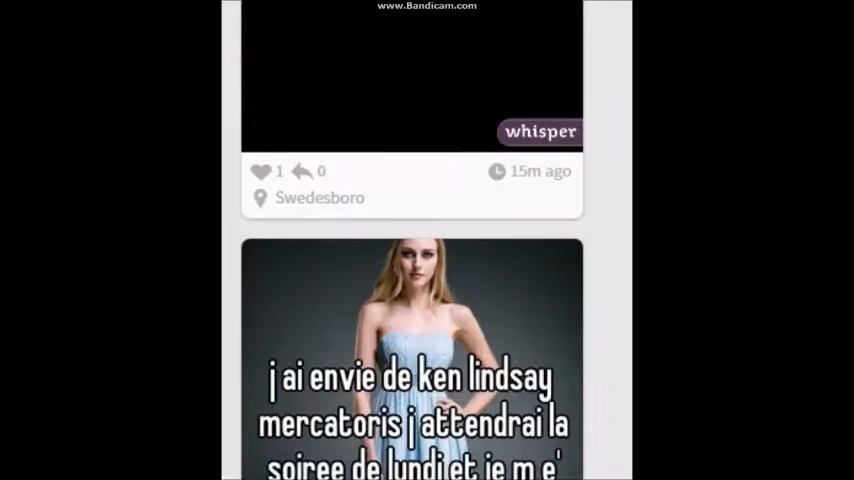 www.Bandicam.com
whisper
1 0 15m ago
Swedesboro
j ai envie de ken lindsay
mercatoris j attendrai la
soiree de lundi et je m e'